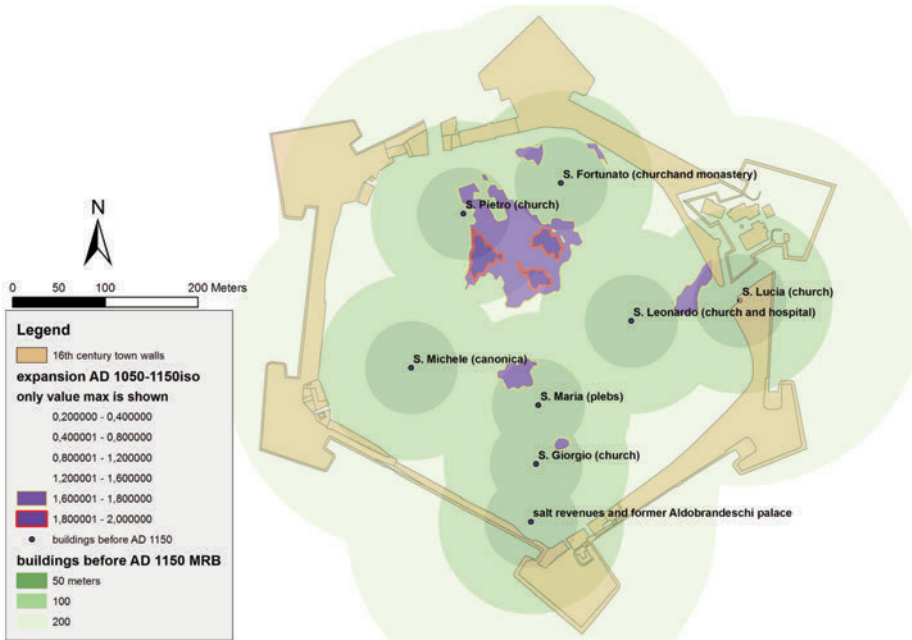 S. Fortunato (churchand monastery)
S. Pietro (church)
N
0 50 100 200 Meters
S. Lucia (church)
S. Leonardo (church and hospital)
Legend
16th century town walls
S. Michele (canonica)
expansion AD 1050-1150iso
only value max is shown
S. Maria (plebs)
0,200000 - 0,400000
0,400001 - 0,800000
0,800001 - 1,200000
S. Giorgio (church)
1,200001 - 1,600000
1,600001 - 1,800000
1,800001 - 2,000000
salt revenues and former Aldobrandeschi palace
buildings before AD 1150
buildings before AD 1150 MRB
50 meters
100
200